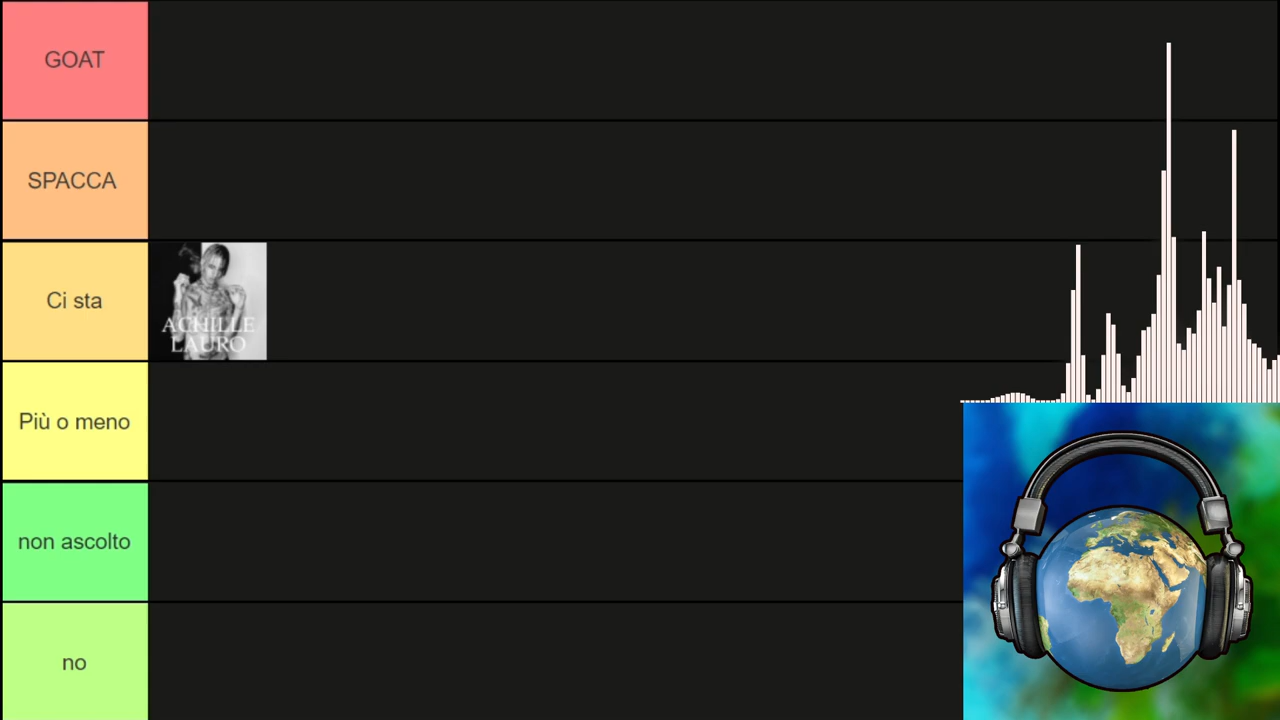 GOAT
SPACCA
Ci sta
ACHILLE
LAURO
Più o meno
non ascolto
no